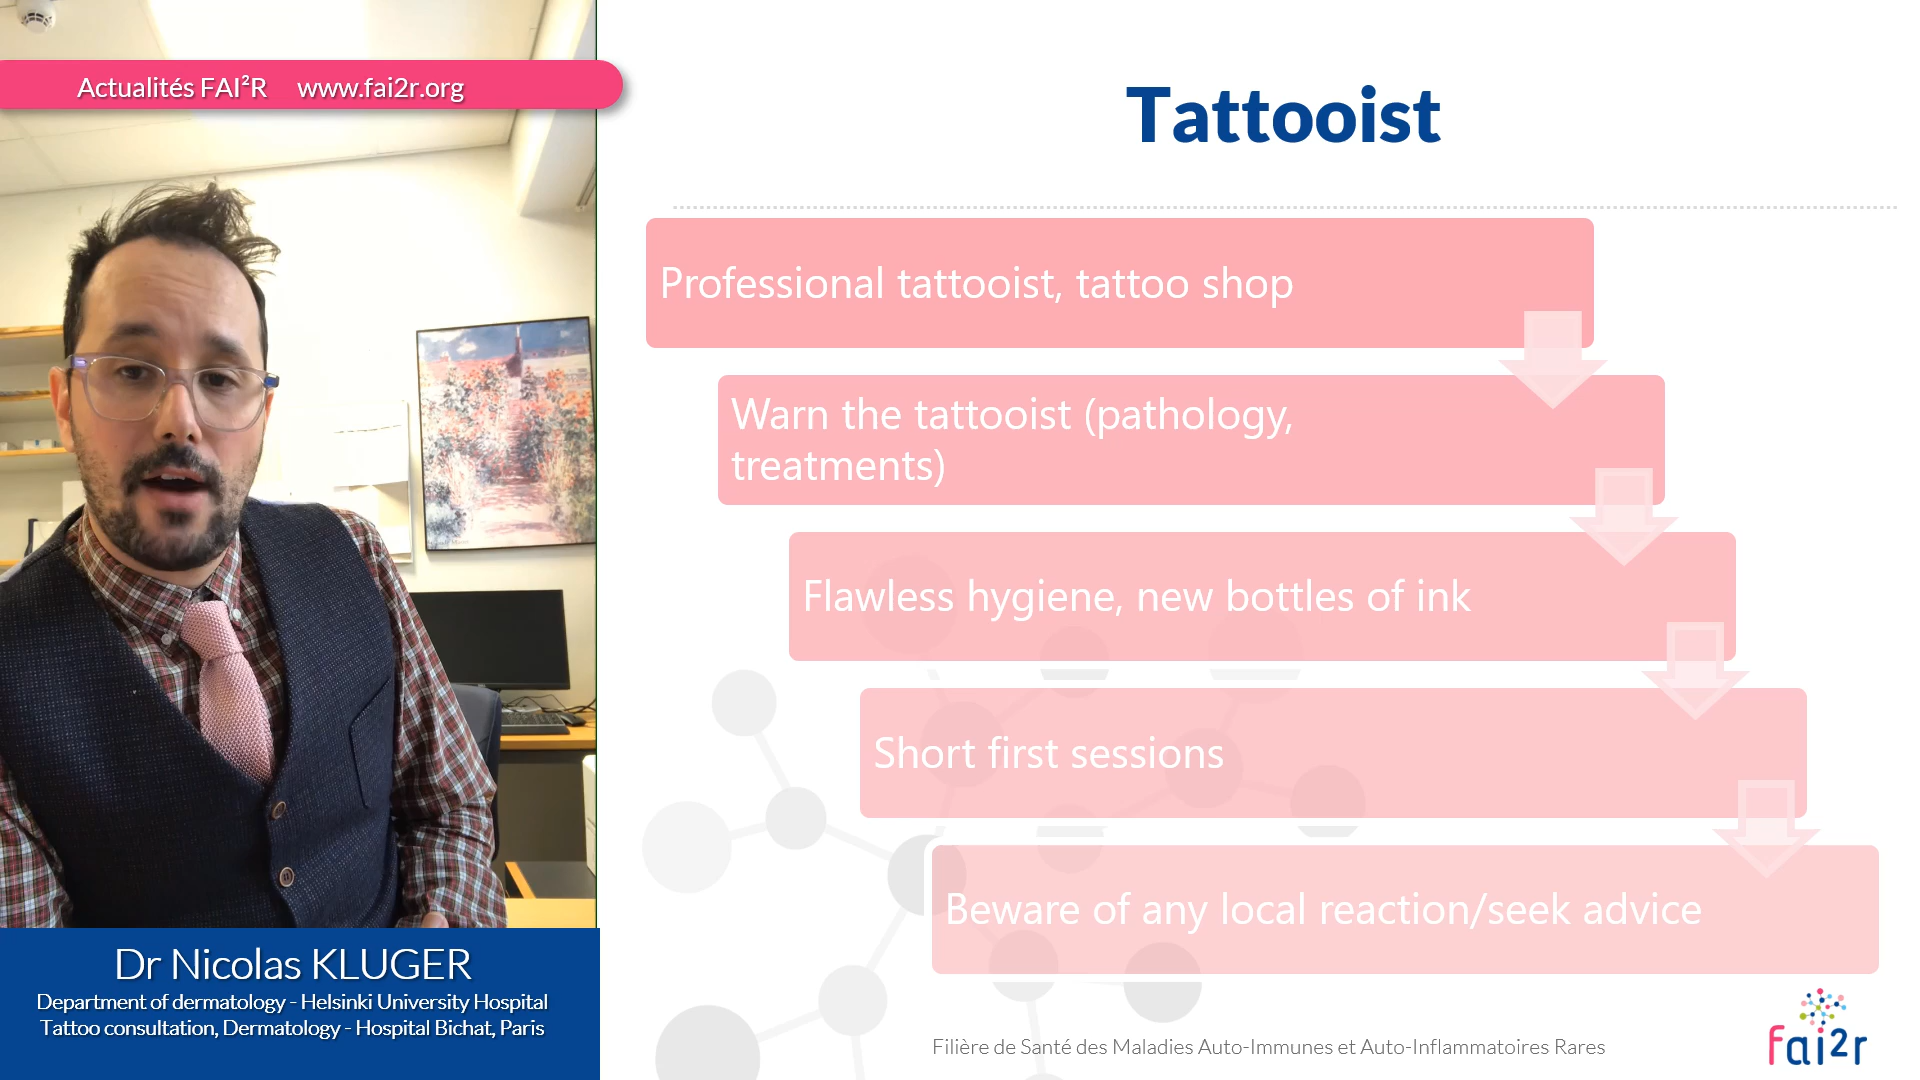 Actualités FAI²R www.fai2r.org
Tattooist
Professional tattooist, tattoo shop
Warn the tattooist (pathology,
treatments)
Flawless hygiene, new bottles of ink
Short first sessions
Beware of any local reaction/seek advice
Dr Nicolas KLUGER
Department of dermatology - Helsinki University Hospital
Tattoo consultation, Dermatology - Hospital Bichat, Paris
Filière de Santé des Maladies Auto-Immunes et Auto-Inflammatoires Rares
fai2r